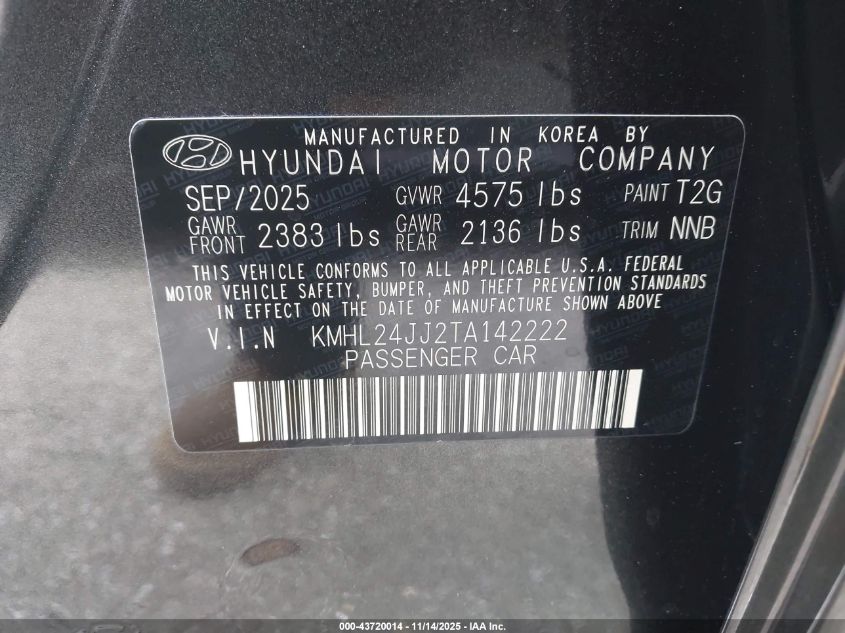 MANUFACTURED IN KOREA BY
HYUNDAI MOTOR COMPANY
SEP/2025 GVWR 4575 lbs PAINT T2G
GAWR FRONT 2383 lbs GAWR REAR 2136 lbs TRIM NNB
THIS VEHICLE CONFORMS TO ALL APPLICABLE U.S.A. FEDERAL
MOTOR VEHICLE SAFETY, BUMPER, AND THEFT PREVENTION STANDARDS
IN EFFECT ON THE DATE OF MANUFACTURE SHOWN ABOVE
V.I.N KMHL24JJ2TA142222
PASSENGER CAR
000-43720014 - 11/14/2025 - IAA Inc.